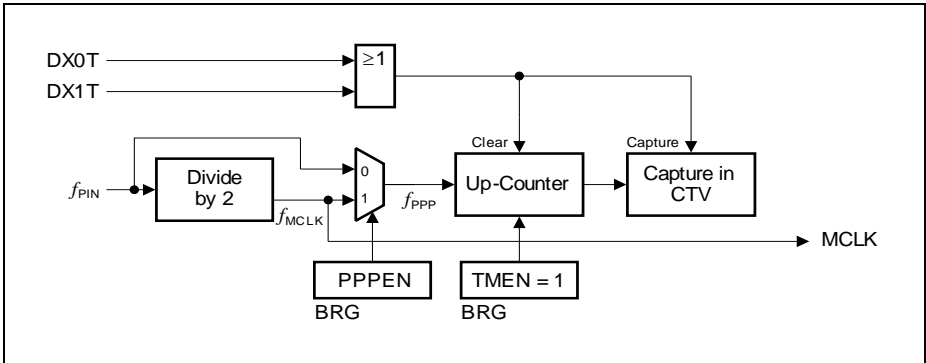 DX0T
DX1T
≥1
Clear
Capture
fPIN
Divide
by 2
fMCLK
0
1
fPPP
Up-Counter
Capture in
CTV
MCLK
PPPEN
TMEN = 1
BRG
BRG